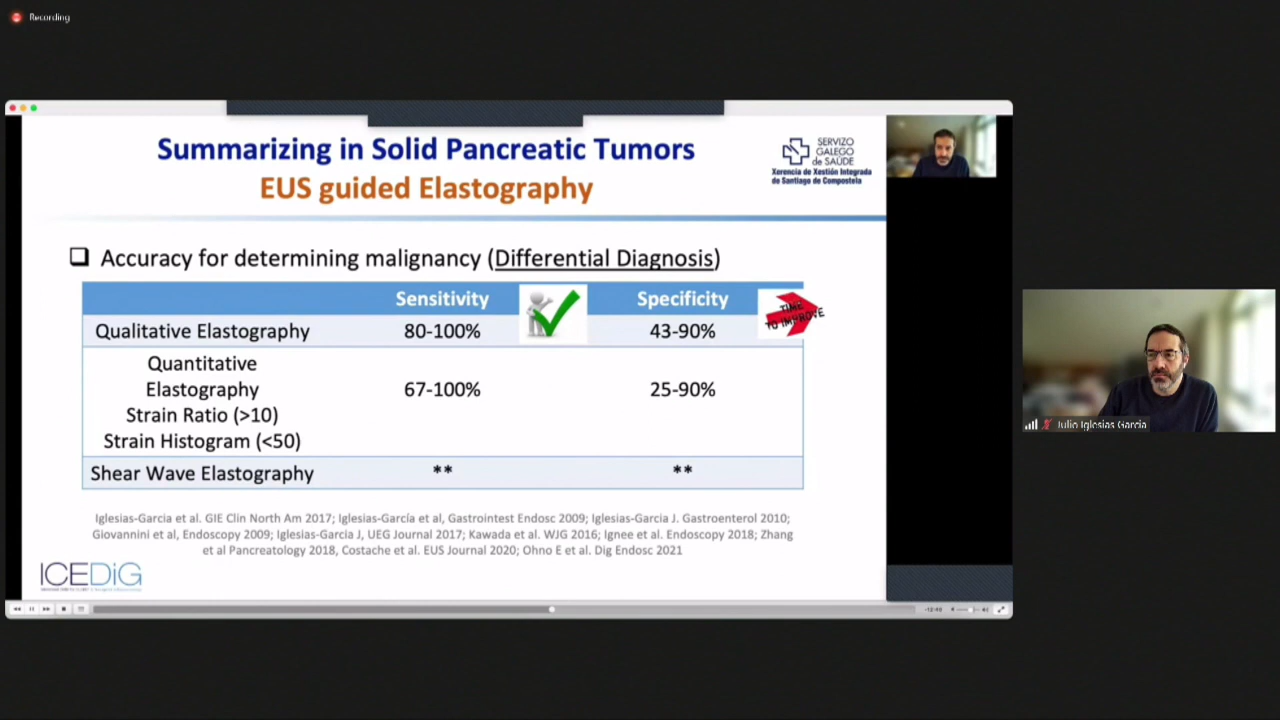 Recording
Summarizing in Solid Pancreatic Tumors
EUS guided Elastography
SERVIZO
GALEGO
de SAÚDE
Xerencia de Xestión Integrada
de Santiago de Compostela
Accuracy for determining malignancy (Differential Diagnosis)
Sensitivity Specificity
TIME
TO IMPROVE
Qualitative Elastography 80-100% 43-90%
Quantitative
Elastography 67-100% 25-90%
Strain Ratio (>10)
Strain Histogram (<50)
Shear Wave Elastography ** **
Iglesias-Garcia et al. GIE Clin North Am 2017; Iglesias-García et al, Gastrointest Endosc 2009; Iglesias-Garcia J. Gastroenterol 2010;
Giovannini et al, Endoscopy 2009; Iglesias-Garcia J, UEG Journal 2017; Kawada et al. WJG 2016; Ignee et al. Endoscopy 2018; Zhang
et al Pancreatology 2018, Costache et al. EUS Journal 2020; Ohno E et al. Dig Endosc 2021
ICEDiG
-12:40
Julio Iglesias Garcia